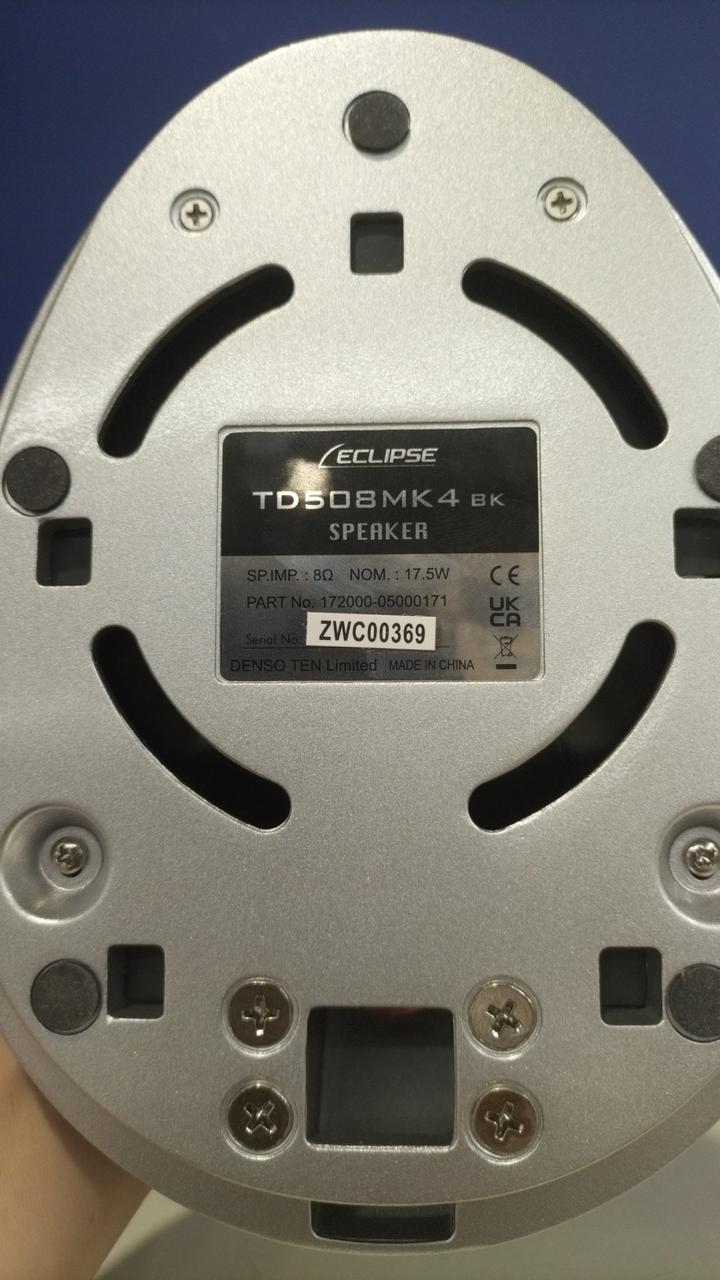 ECLIPSE
TD508MK4 BK
SPEAKER
SP.IMP. : 8Ω NOM. : 17.5W CE
PART No. 172000-05000171 UK CA
Serial No. ZWC00369
DENSO TEN Limited MADE IN CHINA